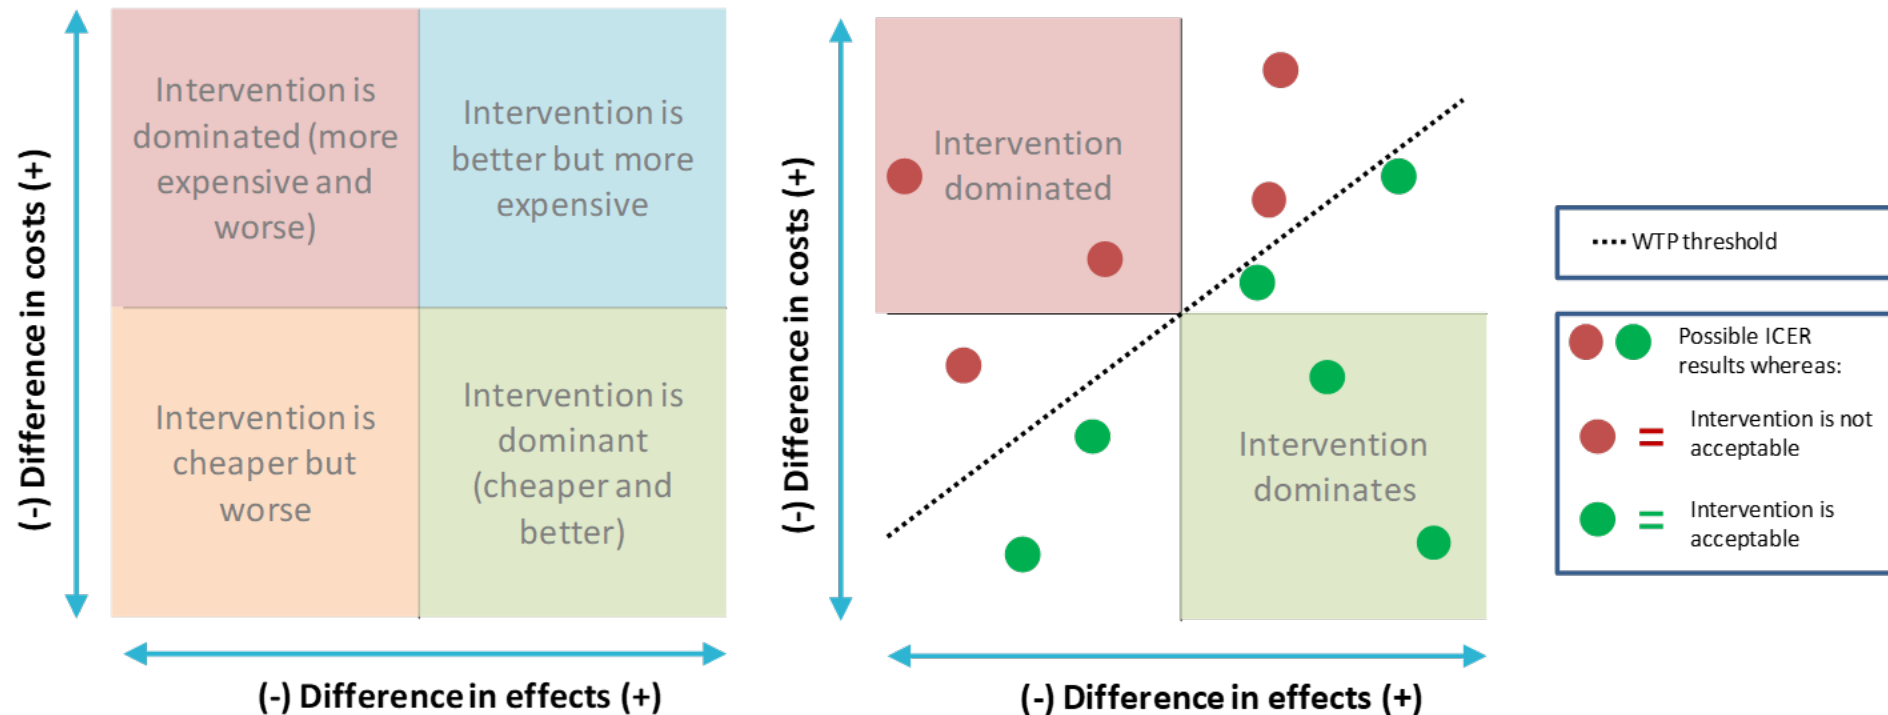 (-) Difference in costs (+)
Intervention is
dominated (more
expensive and
worse)
Intervention is
better but more
expensive
Intervention is
cheaper but
worse
Intervention is
dominant
(cheaper and
better)
(-) Difference in effects (+)
(-) Difference in costs (+)
Intervention
dominated
Intervention
dominates
(-) Difference in effects (+)
WTP threshold
Possible ICER
results whereas:
= Intervention is not
acceptable
= Intervention is
acceptable